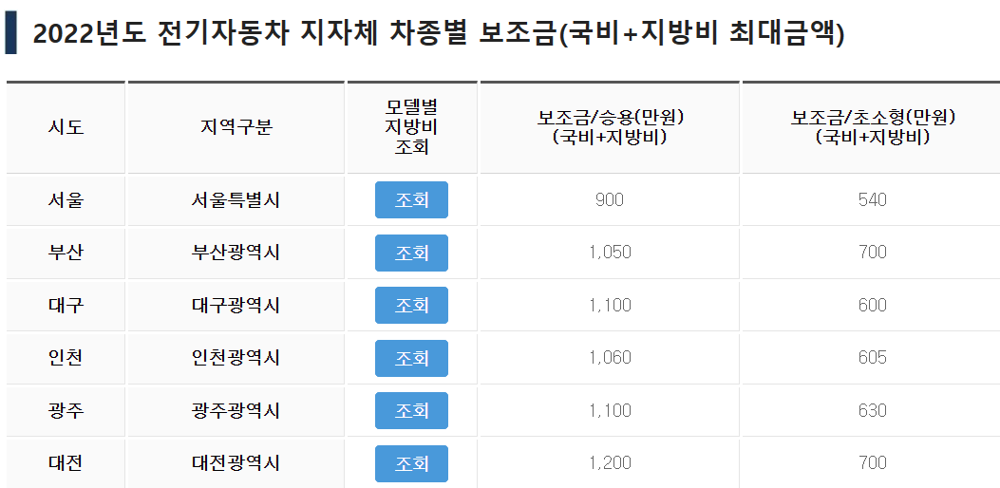 2022년도 전기자동차 지자체 차종별 보조금(국비+지방비 최대금액)
시도 지역구분 모델별 지방비 조회 보조금/승용(만원) (국비+지방비) 보조금/초소형(만원) (국비+지방비)
서울 서울특별시 조회 900 540
부산 부산광역시 조회 1,050 700
대구 대구광역시 조회 1,100 600
인천 인천광역시 조회 1,060 605
광주 광주광역시 조회 1,100 630
대전 대전광역시 조회 1,200 700